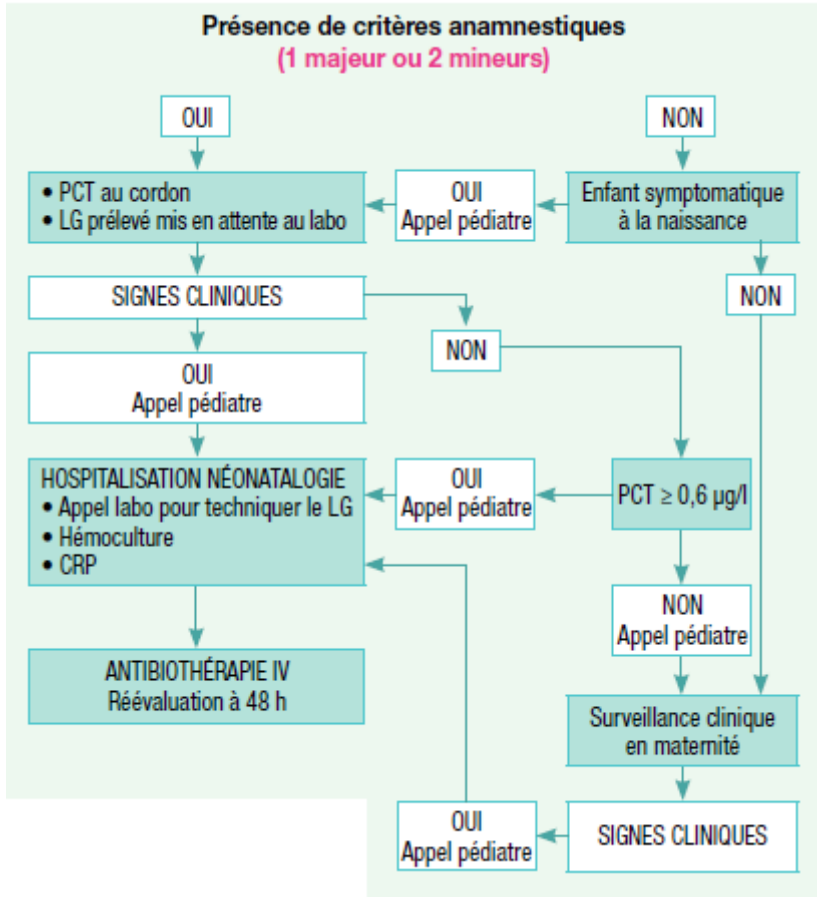 Présence de critères anamnestiques
(1 majeur ou 2 mineurs)
OUI
NON
• PCT au cordon
• LG prélevé mis en attente au labo
OUI
Appel pédiatre
Enfant symptomatique
à la naissance
SIGNES CLINIQUES
NON
NON
OUI
Appel pédiatre
HOSPITALISATION NÉONATALOGIE
• Appel labo pour techniquer le LG
• Hémoculture
• CRP
OUI
Appel pédiatre
PCT ≥ 0,6 µg/l
NON
Appel pédiatre
ANTIBIOTHÉRAPIE IV
Réévaluation à 48 h
Surveillance clinique
en maternité
OUI
Appel pédiatre
SIGNES CLINIQUES